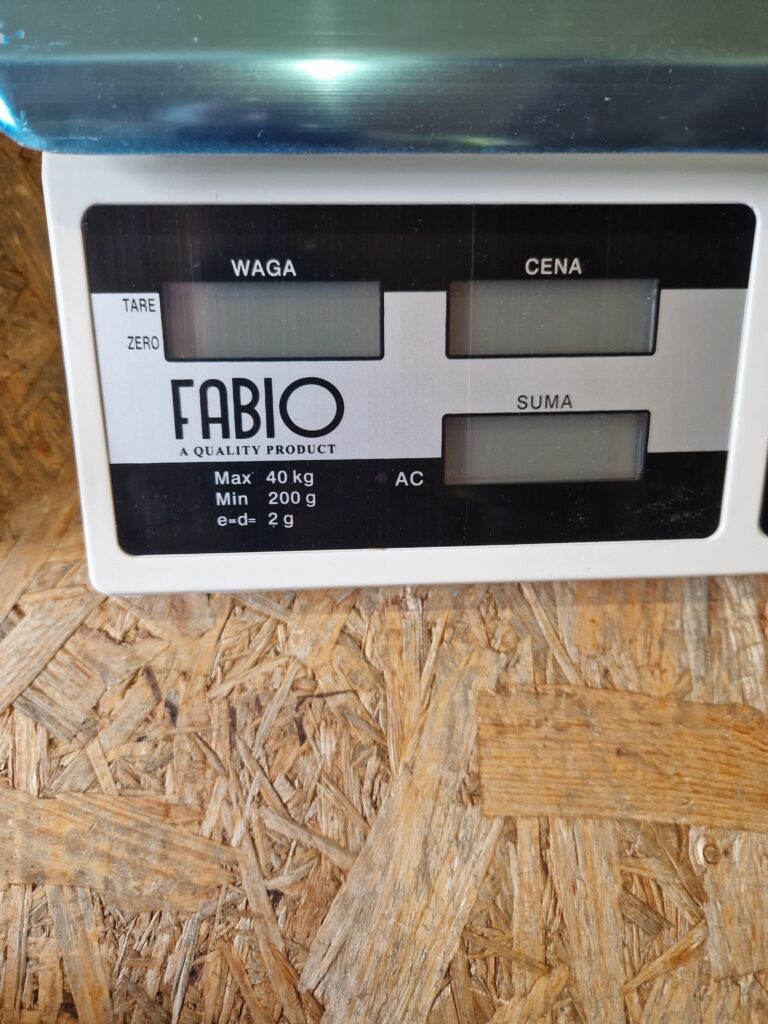 WAGA
CENA
TARE
ZERO
FABIO
A QUALITY PRODUCT
SUMA
Max 40 kg
Min 200 g
e=d= 2 g
AC